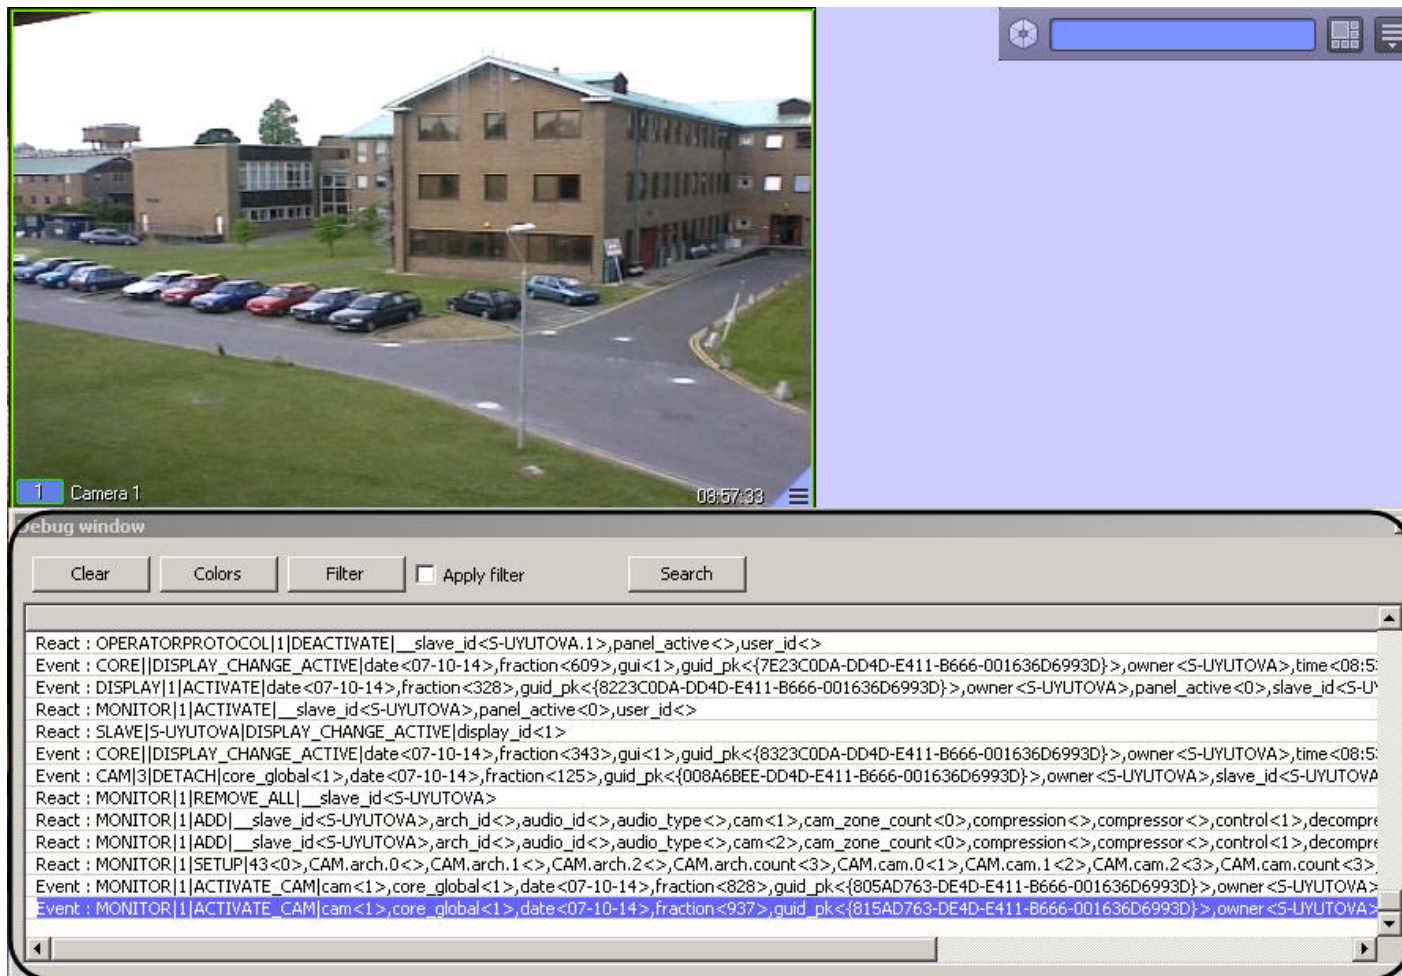 1 Camera 1 08:57:33
Debug window
Clear Colors Filter Apply filter Search
React : OPERATORPROTOCOL|1|DEACTIVATE|__slave_id<S-UYUTOVA.1>,panel_active<>,user_id<>
Event : CORE||DISPLAY_CHANGE_ACTIVE|date<07-10-14>,fraction<609>,gui<1>,guid_pk<{7E23C0DA-DD4D-E411-B666-001636D6993D}>,owner<S-UYUTOVA>,time<08:5
Event : DISPLAY|1|ACTIVATE|date<07-10-14>,fraction<328>,guid_pk<{8223C0DA-DD4D-E411-B666-001636D6993D}>,owner<S-UYUTOVA>,panel_active<0>,slave_id<S-UY
React : MONITOR|1|ACTIVATE|__slave_id<S-UYUTOVA>,panel_active<0>,user_id<>
React : SLAVE|S-UYUTOVA|DISPLAY_CHANGE_ACTIVE|display_id<1>
Event : CORE||DISPLAY_CHANGE_ACTIVE|date<07-10-14>,fraction<343>,gui<1>,guid_pk<{8323C0DA-DD4D-E411-B666-001636D6993D}>,owner<S-UYUTOVA>,time<08:5
Event : CAM|3|DETACH|core_global<1>,date<07-10-14>,fraction<125>,guid_pk<{008A6BEE-DD4D-E411-B666-001636D6993D}>,owner<S-UYUTOVA>,slave_id<S-UYUTOVA
React : MONITOR|1|REMOVE_ALL|__slave_id<S-UYUTOVA>
React : MONITOR|1|ADD|__slave_id<S-UYUTOVA>,arch_id<>,audio_id<>,audio_type<>,cam<1>,cam_zone_count<0>,compression<>,compressor<>,control<1>,decompre
React : MONITOR|1|ADD|__slave_id<S-UYUTOVA>,arch_id<>,audio_id<>,audio_type<>,cam<2>,cam_zone_count<0>,compression<>,compressor<>,control<1>,decompre
React : MONITOR|1|SETUP|43<0>,CAM.arch.0<>,CAM.arch.1<>,CAM.arch.2<>,CAM.arch.count<3>,CAM.cam.0<1>,CAM.cam.1<2>,CAM.cam.2<3>,CAM.cam.count<3>
Event : MONITOR|1|ACTIVATE_CAM|cam<1>,core_global<1>,date<07-10-14>,fraction<828>,guid_pk<{805AD763-DE4D-E411-B666-001636D6993D}>,owner<S-UYUTOVA>
Event : MONITOR|1|ACTIVATE_CAM|cam<1>,core_global<1>,date<07-10-14>,fraction<937>,guid_pk<{815AD763-DE4D-E411-B666-001636D6993D}>,owner<S-UYUTOVA>